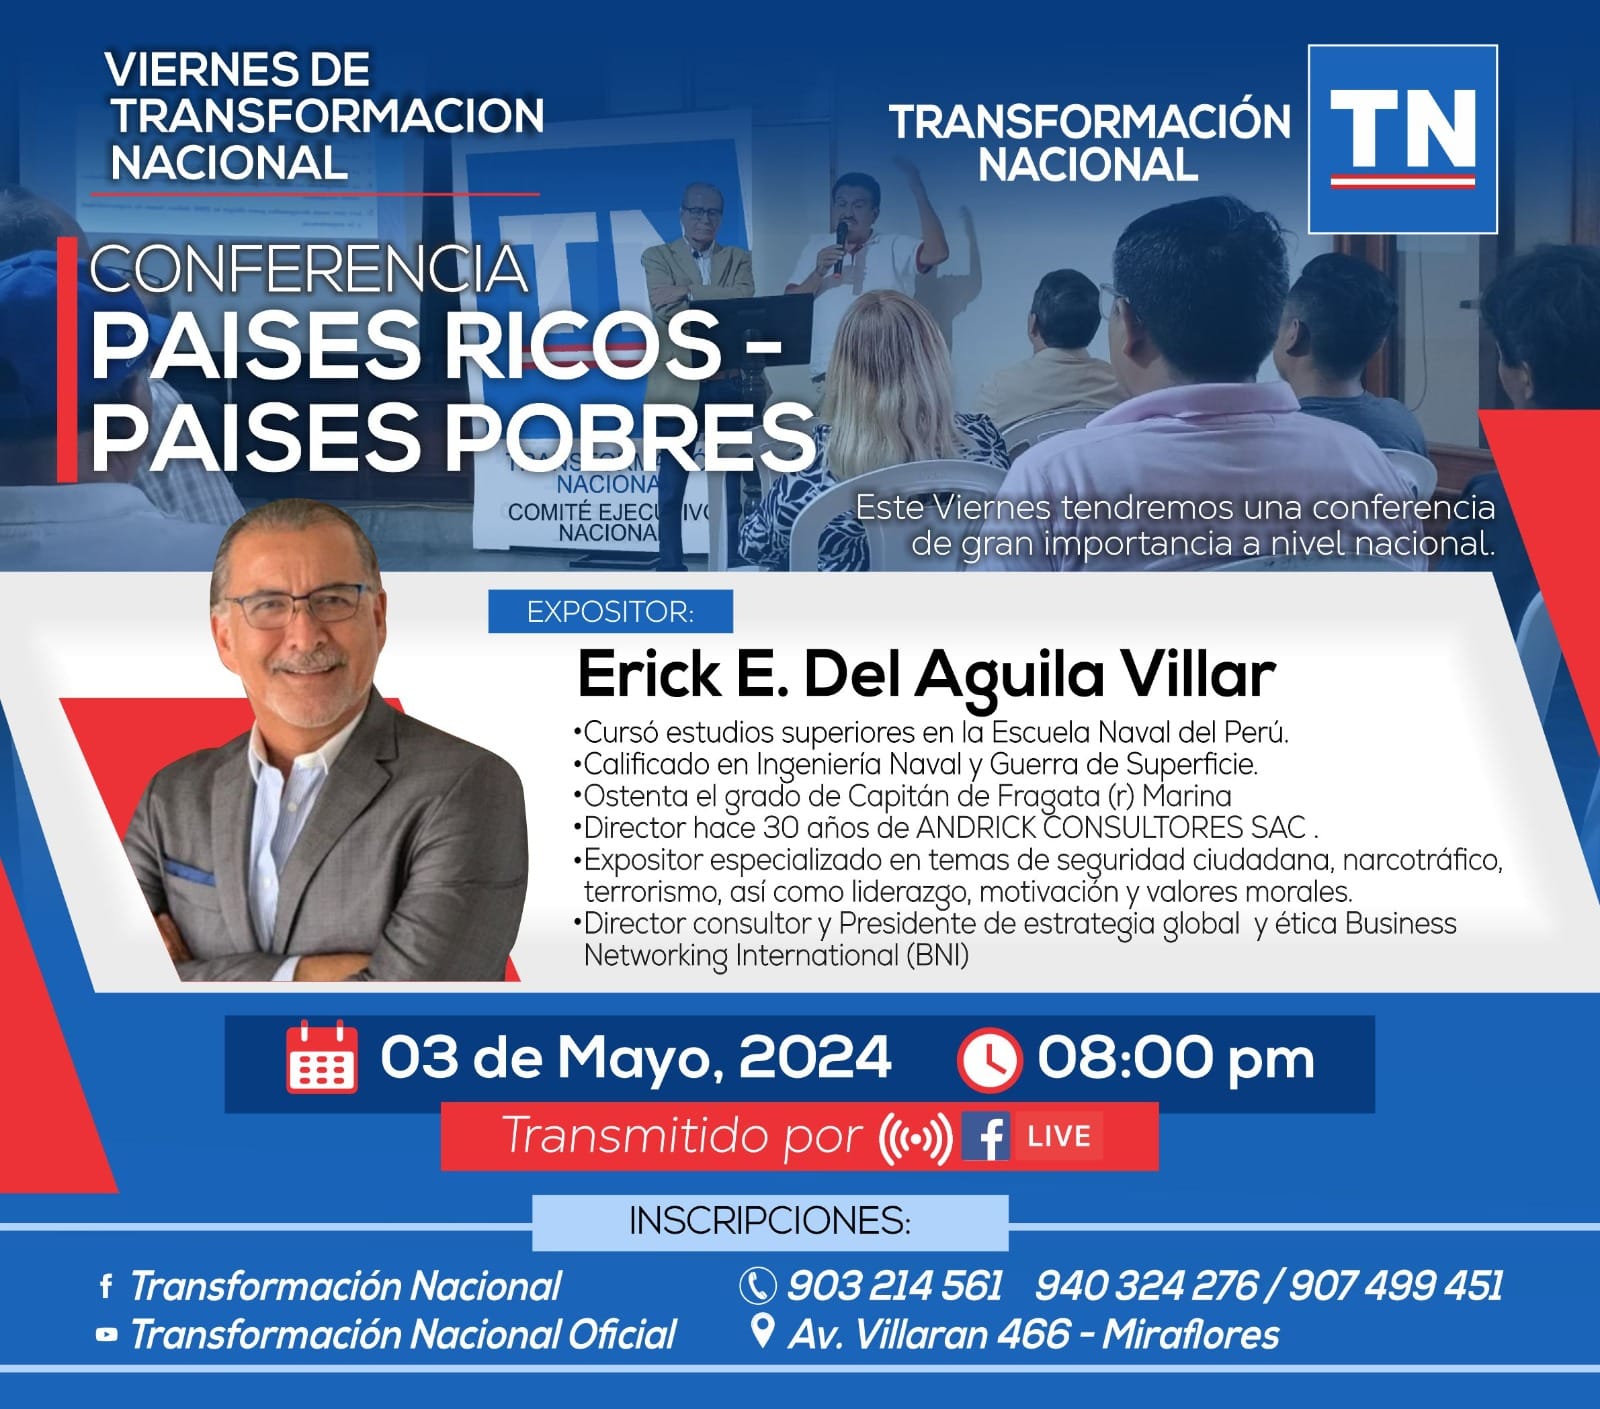 VIERNES DE
TRANSFORMACION
NACIONAL
TRANSFORMACIÓN
NACIONAL
TN
CONFERENCIA
PAISES RICOS -
PAISES POBRES
TN
NACIONA
COMITÉ EJECU IVO
NACIONA
Este Viernes tendremos una conferencia
de gran importancia a nivel nacional.
EXPOSITOR:
Erick E. Del Aguila Villar
•Cursó estudios superiores en la Escuela Naval del Perú.
•Calificado en Ingeniería Naval y Guerra de Superficie.
•Ostenta el grado de Capitán de Fragata (r) Marina
•Director hace 30 años de ANDRICK CONSULTORES SAC .
•Expositor especializado en temas de seguridad ciudadana, narcotráfico,
terrorismo, así como liderazgo, motivación y valores morales.
•Director consultor y Presidente de estrategia global y ética Business
Networking International (BNI)
03 de Mayo, 2024 08:00 pm
Transmitido por f LIVE
INSCRIPCIONES:
f Transformación Nacional
903 214 561 940 324 276 / 907 499 451
Transformación Nacional Oficial
Av. Villaran 466 - Miraflores